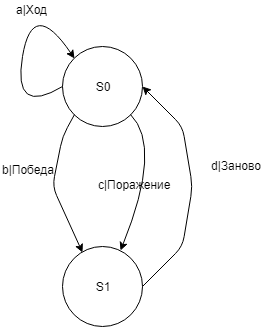 a|Ход
S0
b|Победа
d|Заново
c|Поражение
S1